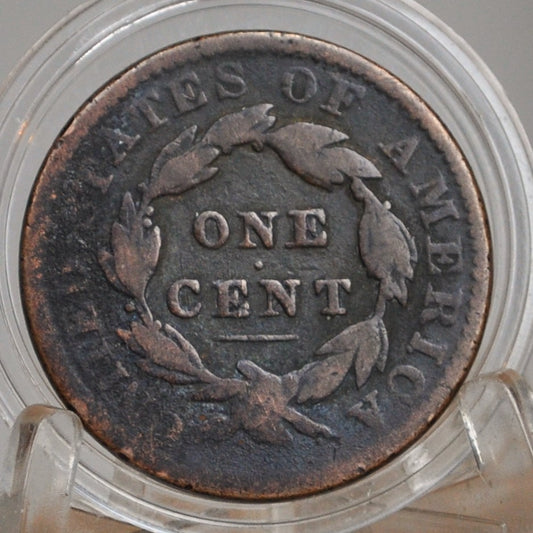 STATES OF AMERICA
ONE
CENT